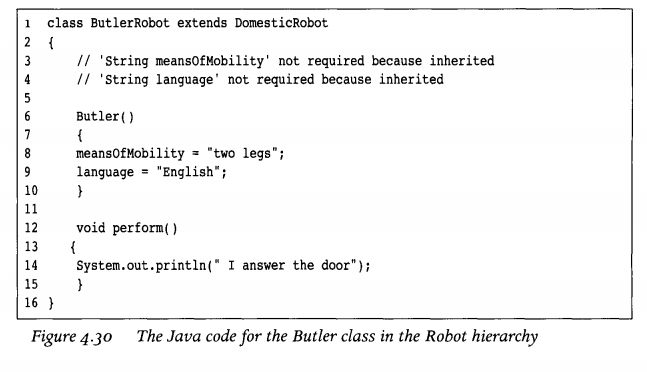 1 class ButlerRobot extends DomesticRobot
2 {
3 // 'String meansOfMobility' not required because inherited
4 // 'String language' not required because inherited
5
6 Butler()
7 {
8 meansOfMobility = "two legs";
9 language = "English";
10 }
11
12 void perform()
13 {
14 System.out.println(" I answer the door");
15 }
16 }
Figure 4.30 The Java code for the Butler class in the Robot hierarchy